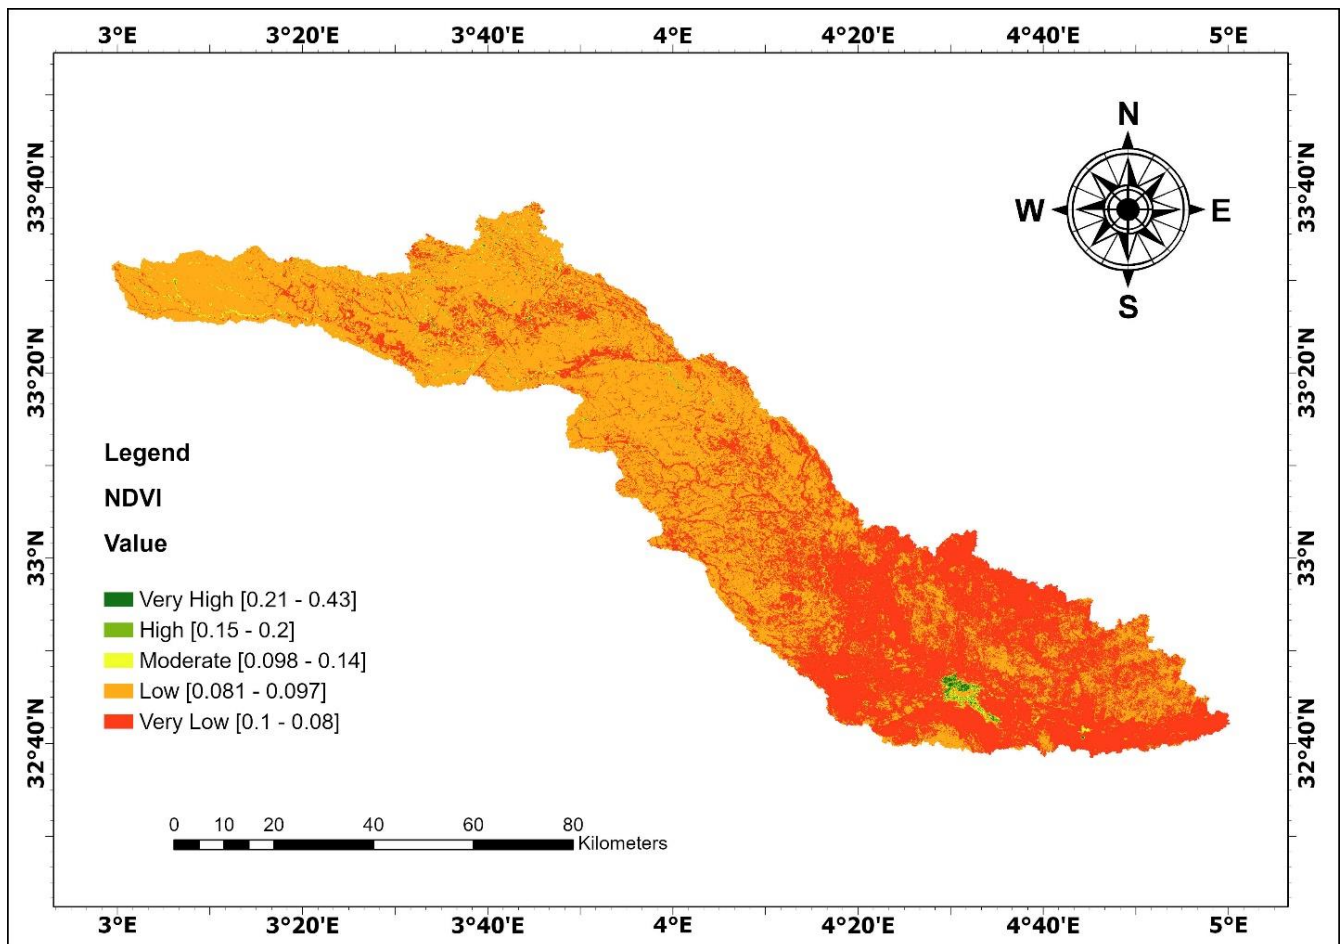 3°E 3°20'E 3°40'E 4°E 4°20'E 4°40'E 5°E
N
W E
S
33°40'N 33°40'N
33°20'N 33°20'N
33°N 33°N
32°40'N 32°40'N
Legend
NDVI
Value
Very High [0.21 - 0.43]
High [0.15 - 0.2]
Moderate [0.098 - 0.14]
Low [0.081 - 0.097]
Very Low [0.1 - 0.08]
0 10 20 40 60 80
Kilometers
3°E 3°20'E 3°40'E 4°E 4°20'E 4°40'E 5°E